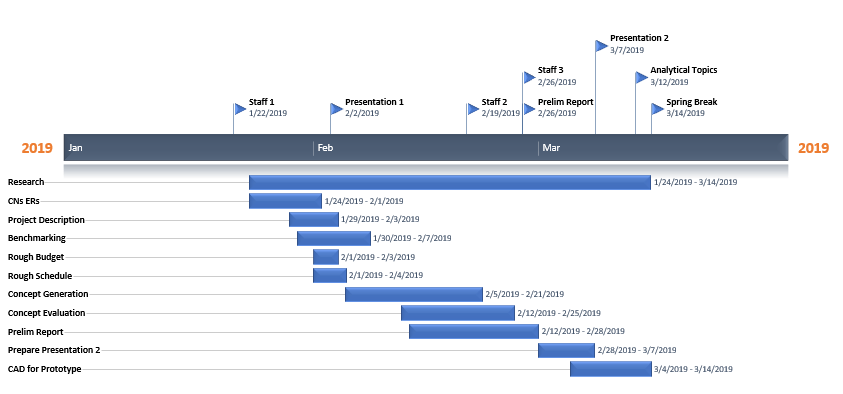 Presentation 2
3/7/2019
Staff 3
2/26/2019
Analytical Topics
3/12/2019
Staff 1
1/22/2019
Presentation 1
2/2/2019
Staff 2
2/19/2019
Prelim Report
2/26/2019
Spring Break
3/14/2019
2019 Jan Feb Mar 2019
Research 1/24/2019 - 3/14/2019
CNs ERs 1/24/2019 - 2/1/2019
Project Description 1/29/2019 - 2/3/2019
Benchmarking 1/30/2019 - 2/7/2019
Rough Budget 2/1/2019 - 2/3/2019
Rough Schedule 2/1/2019 - 2/4/2019
Concept Generation 2/5/2019 - 2/21/2019
Concept Evaluation 2/12/2019 - 2/25/2019
Prelim Report 2/12/2019 - 2/28/2019
Prepare Presentation 2 2/28/2019 - 3/7/2019
CAD for Prototype 3/4/2019 - 3/14/2019